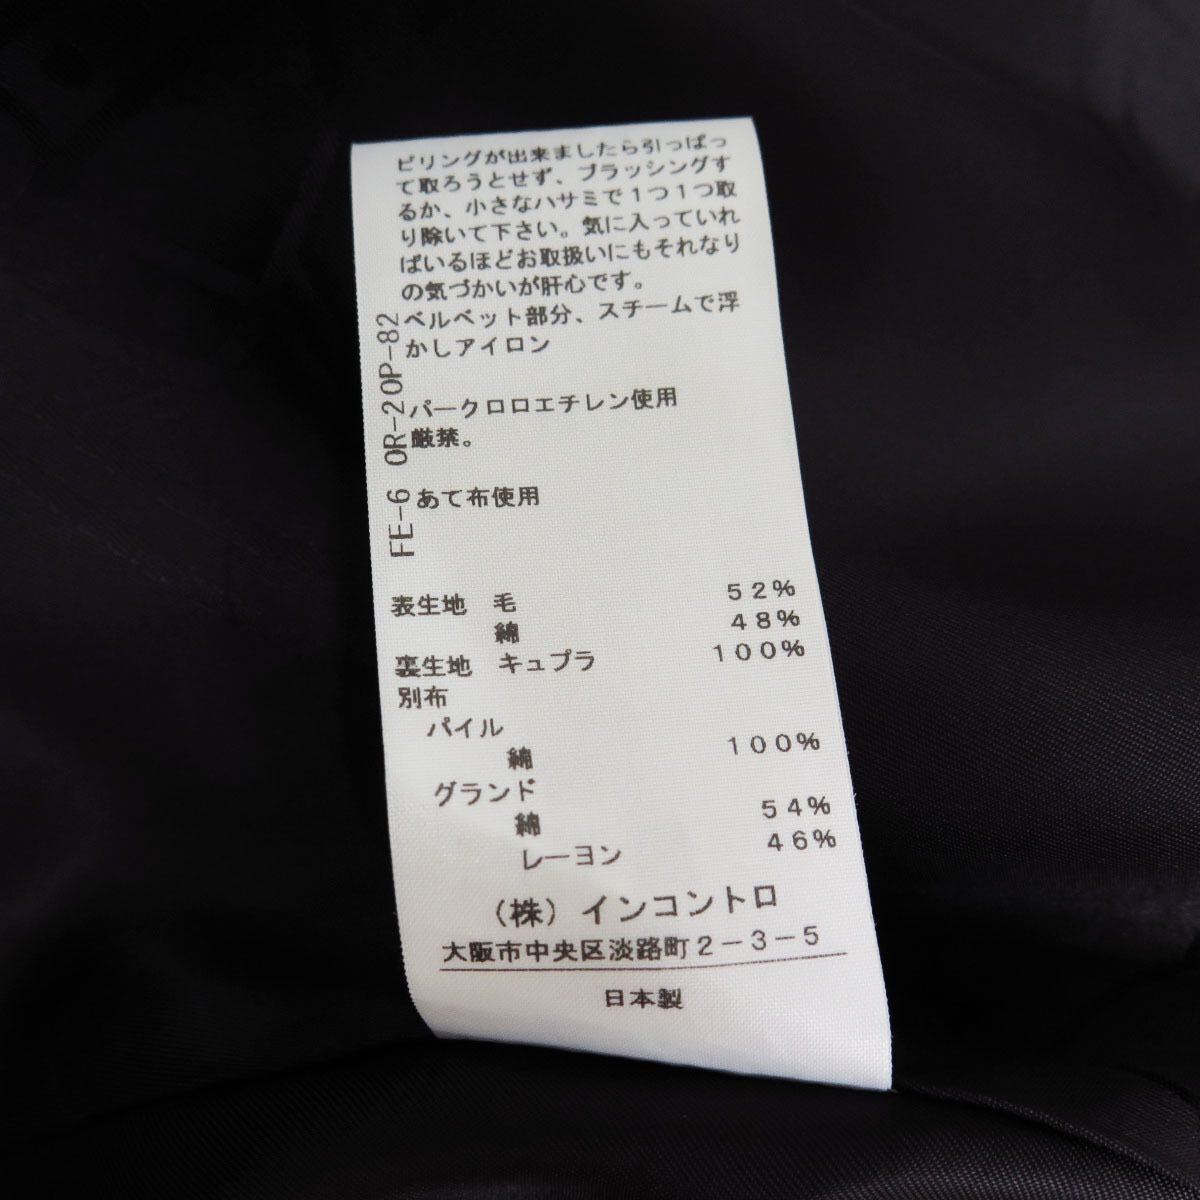 ピリングが出来ましたら引っぱっ
て取ろうとせず、ブラッシングす
るか、小さなハサミで１つ１つ取
り除いて下さい。気に入っていれ
ばいるほどお取扱いにもそれなり
の気づかいが肝心です。
ベルベット部分、スチームで浮
かしアイロン
パークロロエチレン使用
厳禁。
あて布使用
FE-6 OR-20P-82
表生地 毛 ５２％
綿 ４８％
裏生地 キュプラ １００％
別布
パイル
綿 １００％
グランド
綿 ５４％
レーヨン ４６％
（株）インコントロ
大阪市中央区淡路町２－３－５
日本製